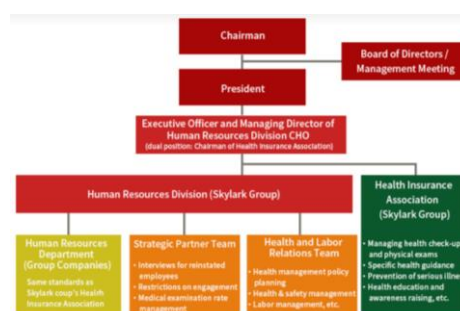 Chairman
Board of Directors /
Management Meeting
President
Executive Officer and Managing Director of
Human Resources Division CHO
(dual position: Chairman of Health Insurance Association)
Human Resources Division (Skylark Group)
Health Insurance
Association
(Skylark Group)
• Managing health check-up
and physical exams
• Specific health guidance
• Prevention of serious illne
• Health education and
awareness raising, etc.
Human Resources
Department
(Group Companies)
Same standards as
Skylark coup's Health
Insurance Association
Strategic Partner Team
• Interviews for reinstated
employees
• Restrictions on engagement
• Medical examination rate
management
Health and Labor
Relations Team
• Health management policy
planning
• Health & safety management
• Labor management, etc.